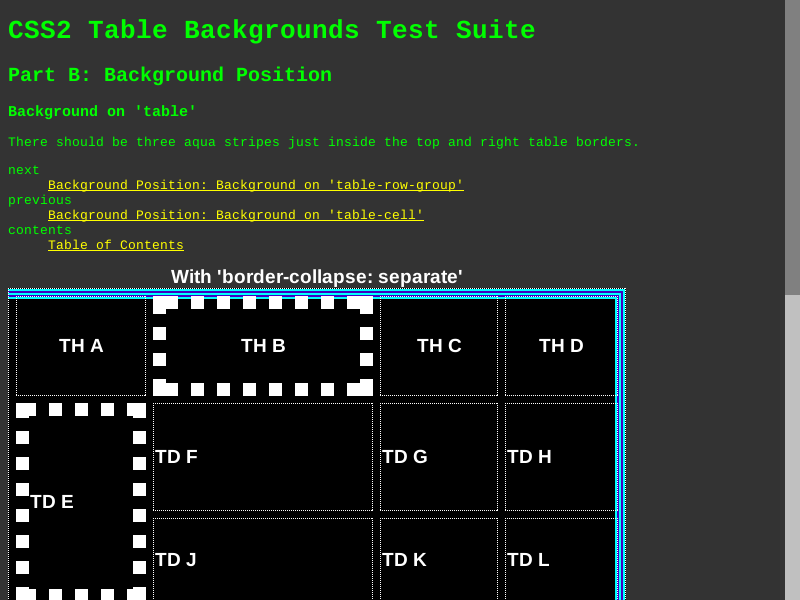 CSS2 Table Backgrounds Test Suite
Part B: Background Position
Background on 'table'
There should be three aqua stripes just inside the top and right table borders.
next
Background Position: Background on 'table-row-group'
previous
Background Position: Background on 'table-cell'
contents
Table of Contents
With 'border-collapse: separate'
TH A TH B TH C TH D
TD F TD G TD H
TD E
TD J TD K TD L